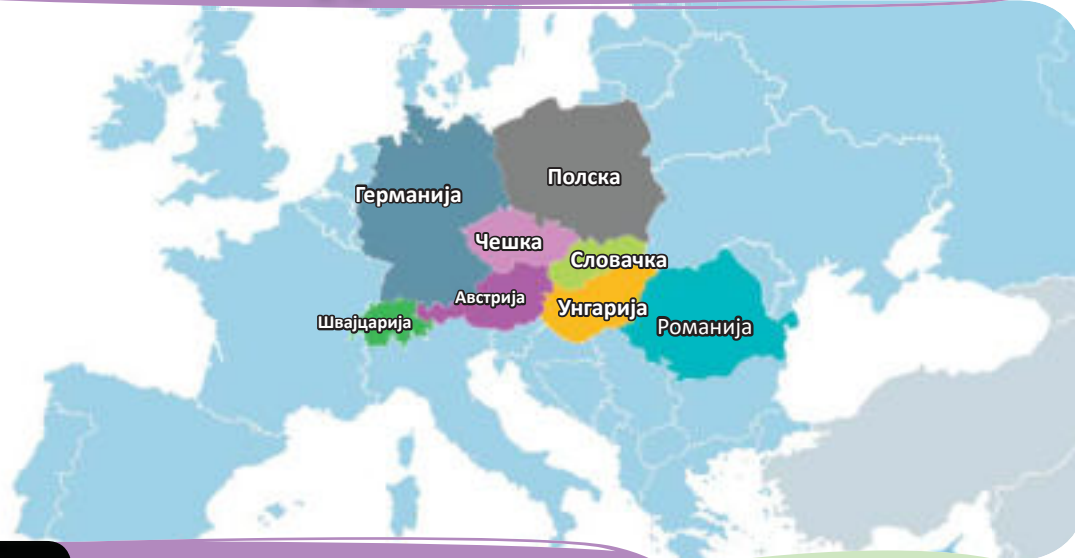 Полска
Германија
Чешка
Словачка
Австрија
Унгарија
Швајцарија
Романија